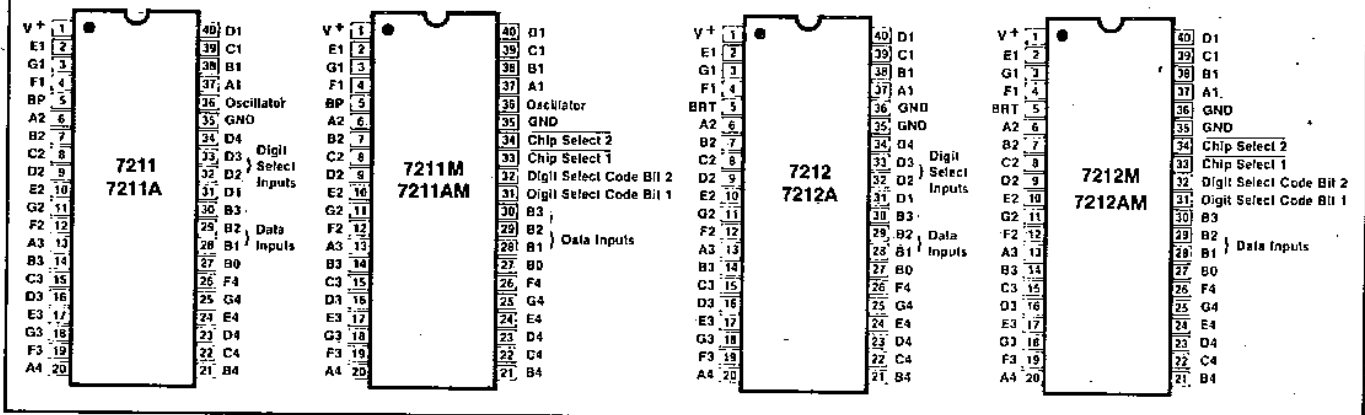 V+ 1
E1 2
G1 3
F1 4
BP 5
A2 6
B2 7
C2 8
D2 9
E2 10
G2 11
F2 12
A3 13
B3 14
C3 15
D3 16
E3 17
G3 18
F3 19
A4 20
7211
7211A
40 D1
39 C1
38 B1
37 A1
36 Oscillator
35 GND
34 D4
33 D3
32 D2
31 D1
Digit
Select
Inputs
30 B3
29 B2
28 B1
27 B0
Data
Inputs
26 F4
25 G4
24 E4
23 D4
22 C4
21 B4
V+ 1
E1 2
G1 3
F1 4
BP 5
A2 6
B2 7
C2 8
D2 9
E2 10
G2 11
F2 12
A3 13
B3 14
C3 15
D3 16
E3 17
G3 18
F3 19
A4 20
7211M
7211AM
40 D1
39 C1
38 B1
37 A1
36 Oscillator
35 GND
34 Chip Select 2
33 Chip Select 1
32 Digit Select Code Bit 2
31 Digit Select Code Bit 1
30 B3
29 B2
28 B1
27 B0
Data Inputs
26 F4
25 G4
24 E4
23 D4
22 C4
21 B4
V+ 1
E1 2
G1 3
F1 4
BRT 5
A2 6
B2 7
C2 8
D2 9
E2 10
G2 11
F2 12
A3 13
B3 14
C3 15
D3 16
E3 17
G3 18
F3 19
A4 20
7212
7212A
40 D1
39 C1
38 B1
37 A1
36 GND
35 GND
34 D4
33 D3
32 D2
31 D1
Digit
Select
Inputs
30 B3
29 B2
28 B1
27 B0
Data
Inputs
26 F4
25 G4
24 E4
23 D4
22 C4
21 B4
V+ 1
E1 2
G1 3
F1 4
BRT 5
A2 6
B2 7
C2 8
D2 9
E2 10
G2 11
F2 12
A3 13
B3 14
C3 15
D3 16
E3 17
G3 18
F3 19
A4 20
7212M
7212AM
40 D1
39 C1
38 B1
37 A1
36 GND
35 GND
34 Chip Select 2
33 Chip Select 1
32 Digit Select Code Bit 2
31 Digit Select Code Bit 1
30 B3
29 B2
28 B1
27 B0
Data Inputs
26 F4
25 G4
24 E4
23 D4
22 C4
21 B4